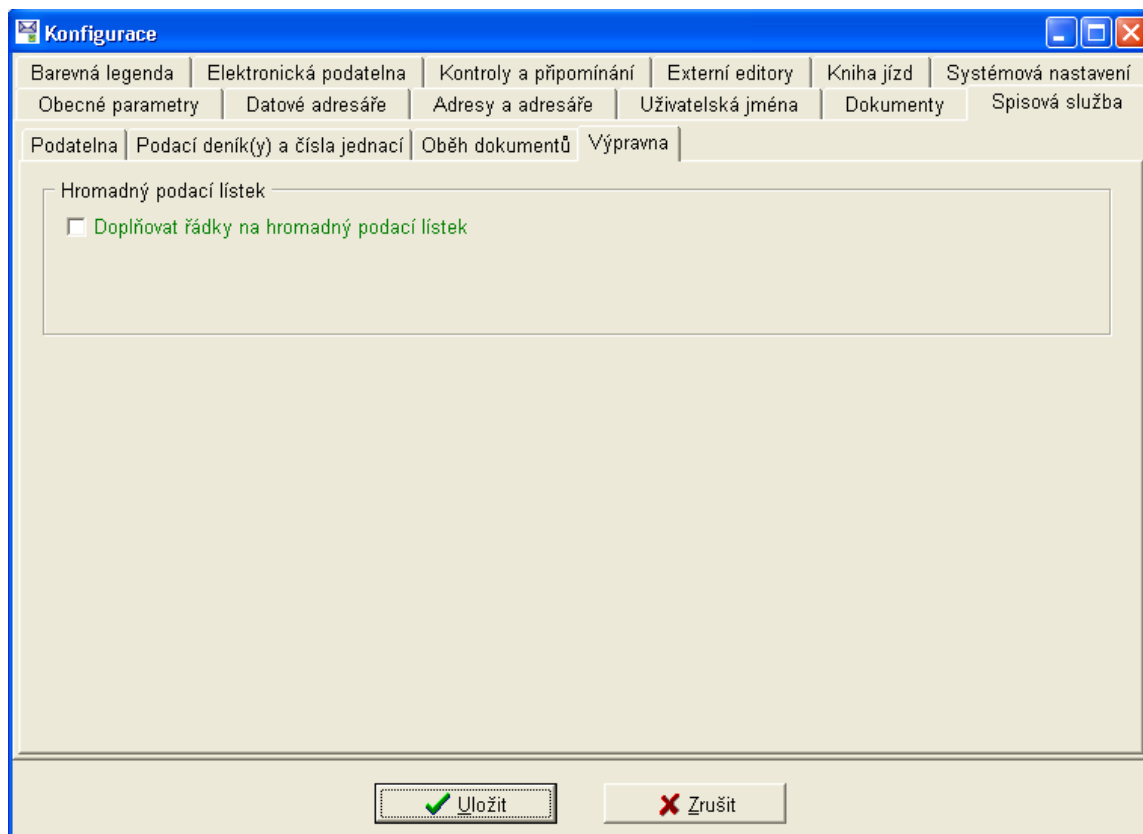 Konfigurace
Barevná legenda Elektronická podatelna Kontroly a připomínání Externí editory Kniha jízd Systémová nastavení
Obecné parametry Datové adresáře Adresy a adresáře Uživatelská jména Dokumenty Spisová služba
Podatelna Podací deník(y) a čísla jednací Oběh dokumentů Výpravna
Hromadný podací lístek
Doplňovat řádky na hromadný podací lístek
Uložit Zrušit